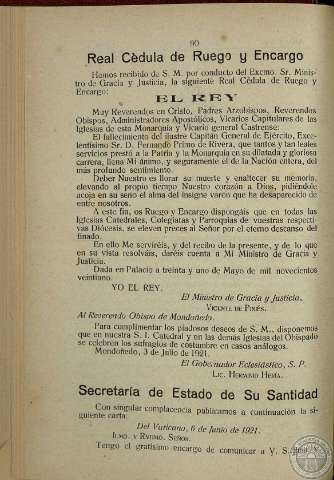 90
Real Cèdula de Ruego y Encargo
Hemos recibido de S. M. por conducto del Excmo. Sr. Minis-
tro de Gracia y Justicia, la siguiente Real Cédula de Ruego y
Encargo:
EL REY
Muy Reverendos en Cristo, Padres Arzobispos, Reverendos
Obispos, Administradores Apostólicos, Vicarios Capitulares de las
Iglesias de esta Monarquía y Vicario general Castrense:
El fallecimiento del ilustre Capitán General de Ejército, Exce-
lentísimo Sr. D. Fernando Primo de Rivera, que tantos y tan leales
servicios prestó a la Patria y la Monarquía en su dilatada y gloriosa
carrera, llena Mi ánimo, y seguramente el de la Nación entera, del
más profundo sentimiento.
Deber Nuestro es llorar su muerte y enaltecer su memoria,
elevando al propio tiempo Nuestro corazón a Dios, pidiéndole
acoja en su seno el alma del insigne varón que ha desaparecido de
entre nosotros.
A este fin, os Ruego y Encargo dispongáis que en todas las
Iglesias Catedrales, Colegiatas y Parroquias de vuestras respecti-
vas Diócesis, se eleven preces al Señor por el eterno descanso del
finado.
En ello Me serviréis, y del recibo de la presente, y de lo que
en su vista resolváis, daréis cuenta a Mi Ministro de Gracia y
Justicia.
Dada en Palacio a treinta y uno de Mayo de mil novecientos
veintiuno.
YO EL REY.
El Ministro de Gracia y Justicia.
VICENTE DE PINIÉS.
Al Reverendo Obispo de Mondoñedo.
Para cumplimentar los piadosos deseos de S. M., disponemos
que en nuestra S. I. Catedral y en las demás Iglesias del Obispado
se celebren los sufragios de costumbre en casos análogos.
Mondoñedo, 3 de Julio de 1921.
El Gobernador Eclesiástico, S. P.
LIC.
Secretaría de Estado de Su Santidad
Con singular complacencia publicamos a continuación la si-
guiente carta:
Del Vaticano, 6 de Junio de 1921.
ILMO. Y RVDMO. SEÑOR.
Tengo el gratísimo encargo de comunicar a V. S.